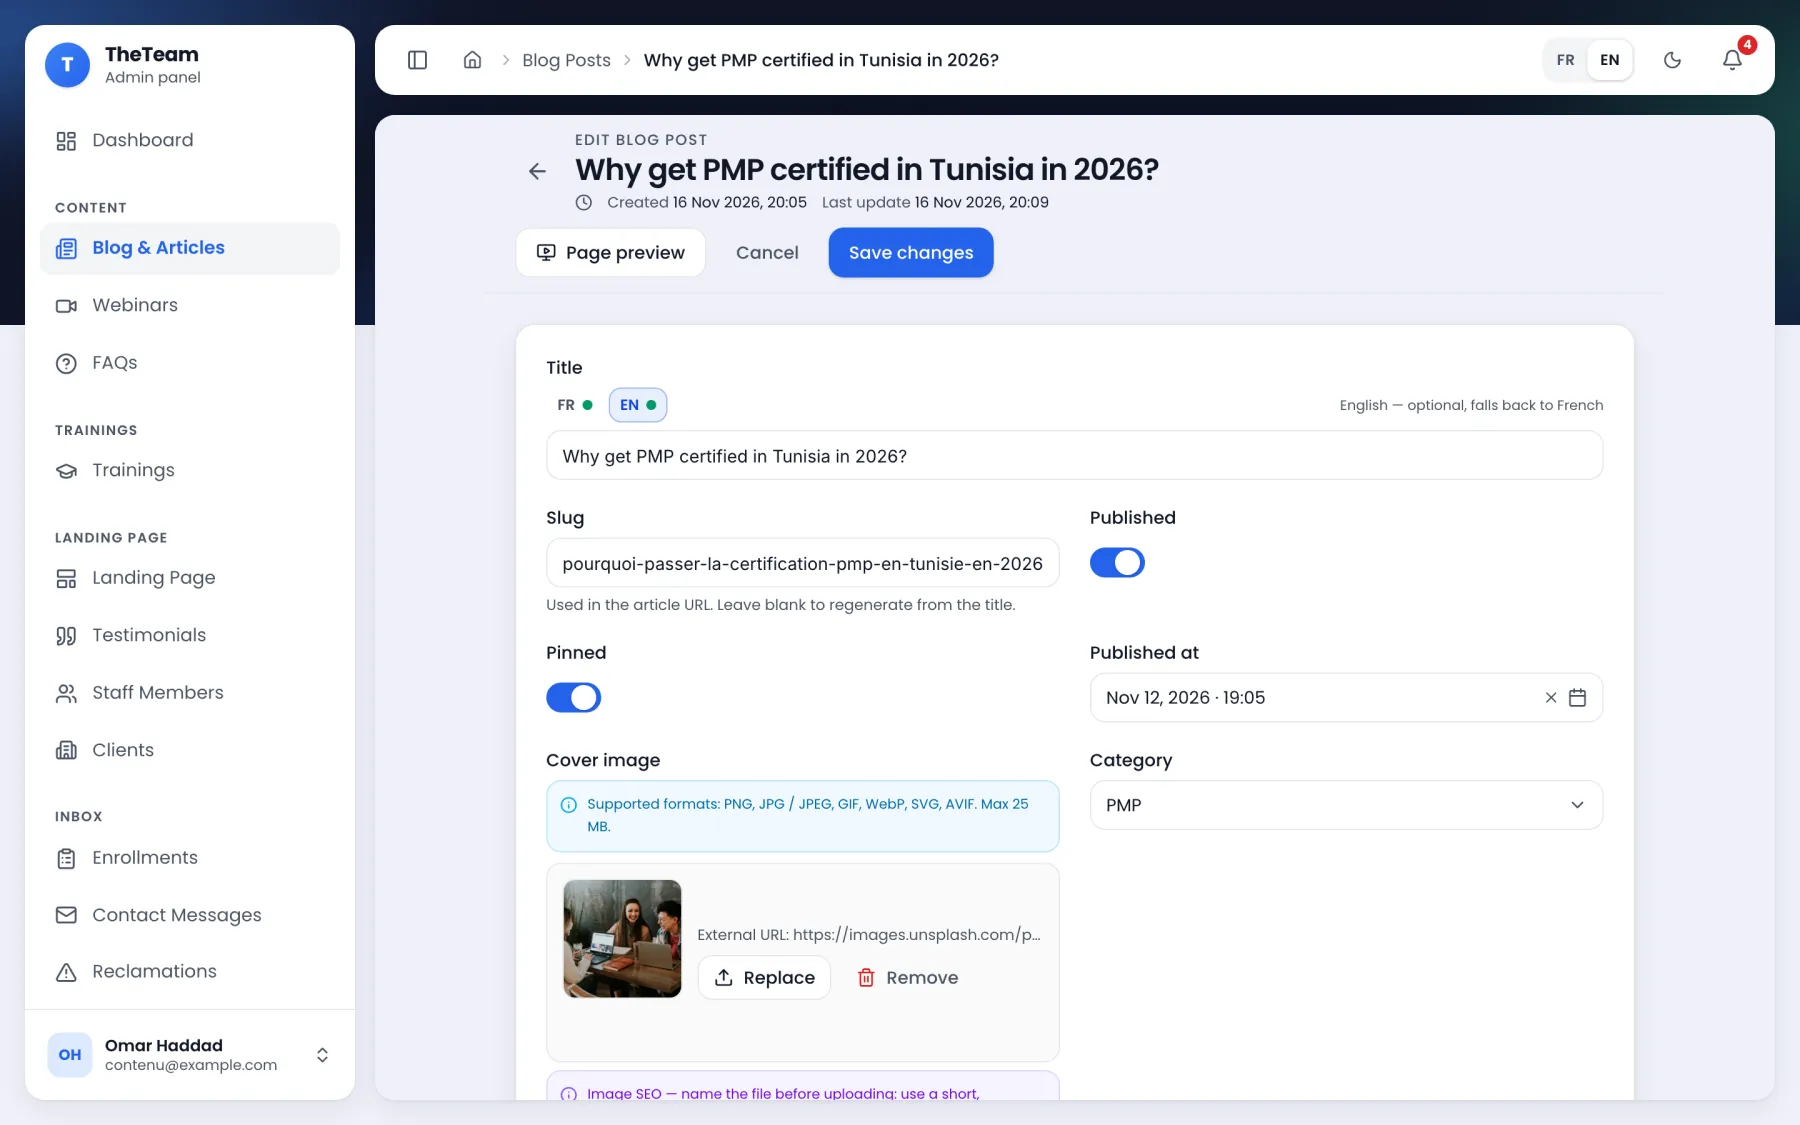 T
TheTeam
Admin panel
Dashboard
CONTENT
Blog & Articles
Webinars
FAQs
TRAININGS
Trainings
LANDING PAGE
Landing Page
Testimonials
Staff Members
Clients
INBOX
Enrollments
Contact Messages
Reclamations
OH
Omar Haddad
contenu@example.com
Blog Posts
Why get PMP certified in Tunisia in 2026?
FR EN
4
EDIT BLOG POST
Why get PMP certified in Tunisia in 2026?
Created 16 Nov 2026, 20:05 Last update 16 Nov 2026, 20:09
Page preview
Cancel
Save changes
Title
FR EN
English — optional, falls back to French
Why get PMP certified in Tunisia in 2026?
Slug
pourquoi-passer-la-certification-pmp-en-tunisie-en-2026
Used in the article URL. Leave blank to regenerate from the title.
Published
Pinned
Published at
Nov 12, 2026 · 19:05
Cover image
Supported formats: PNG, JPG / JPEG, GIF, WebP, SVG, AVIF. Max 25
MB.
Category
PMP
External URL: https://images.unsplash.com/p…
Replace
Remove
Image SEO — name the file before uploading: use a short,